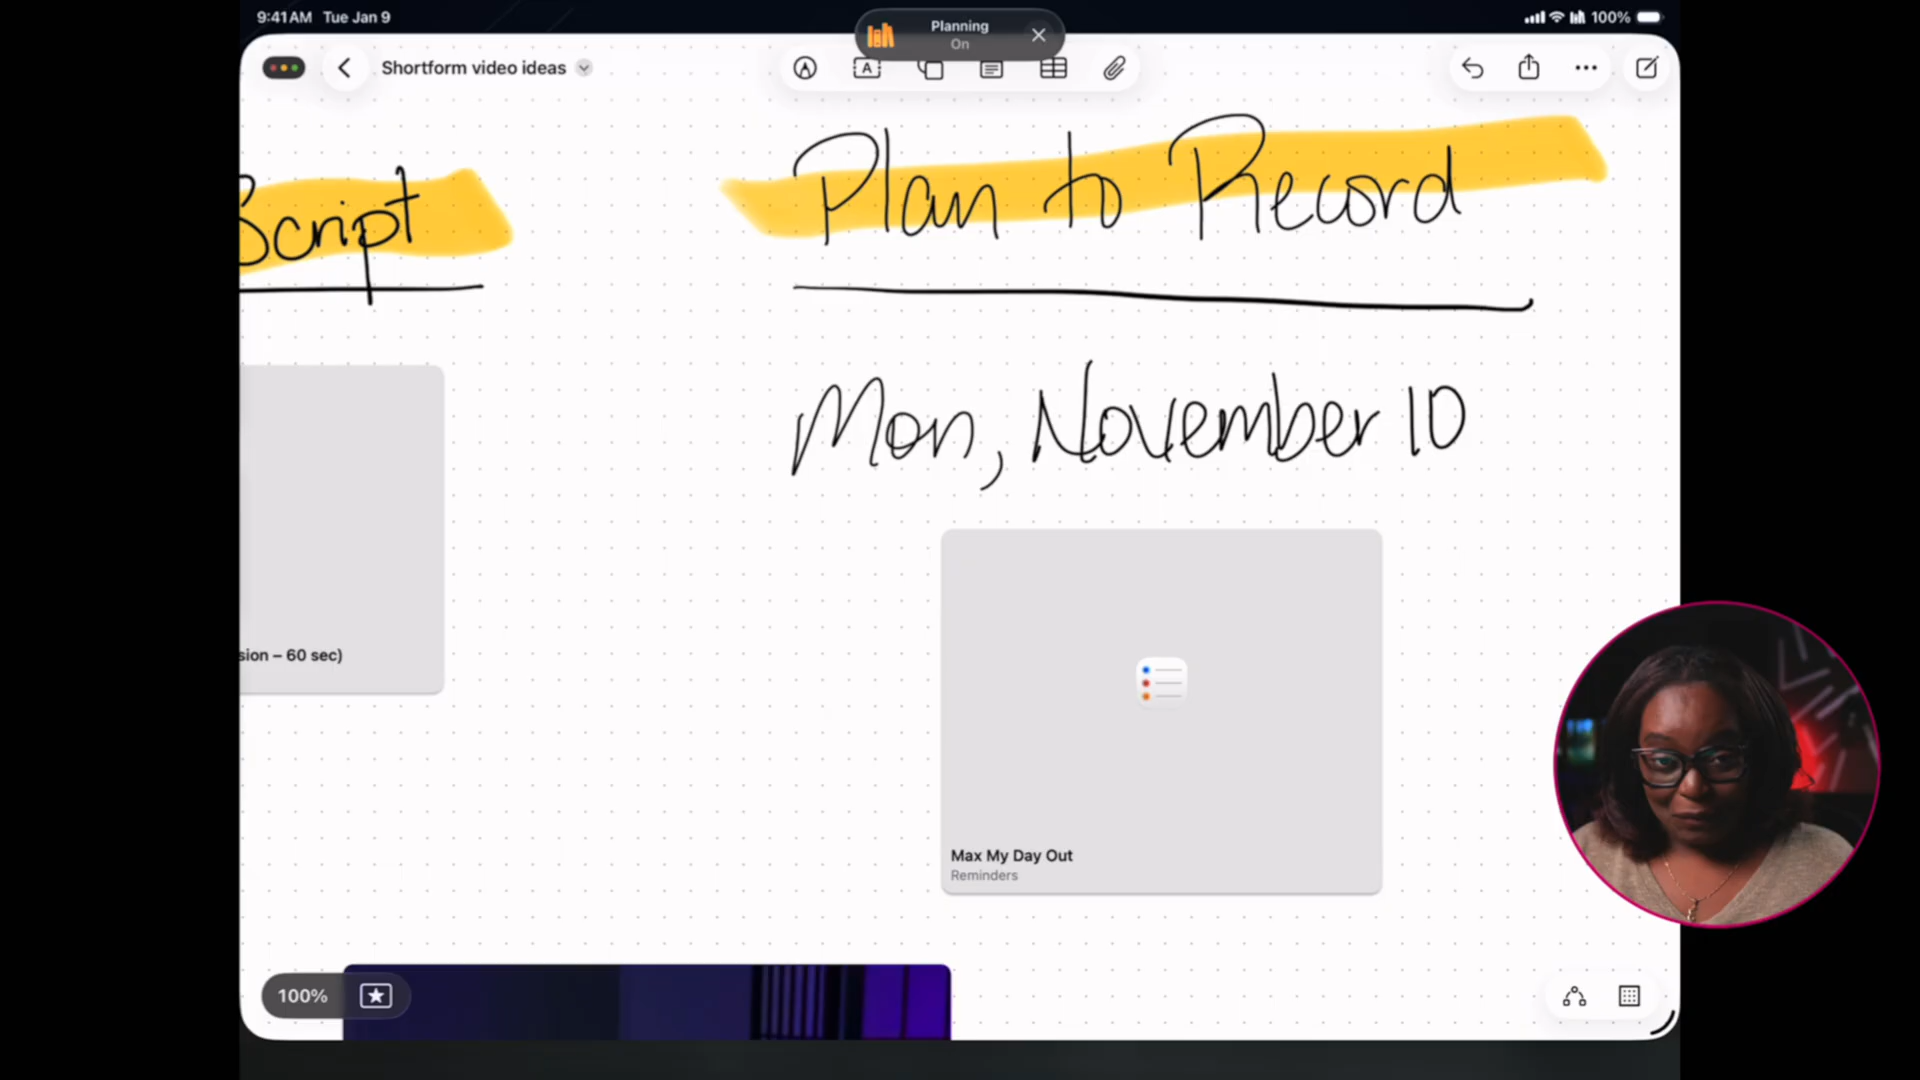 9:41 AM Tue Jan 9
Planning
On
100%
Shortform video ideas
Script
Plan to Record
Mon, November 10
sion – 60 sec)
Max My Day Out
Reminders
100%